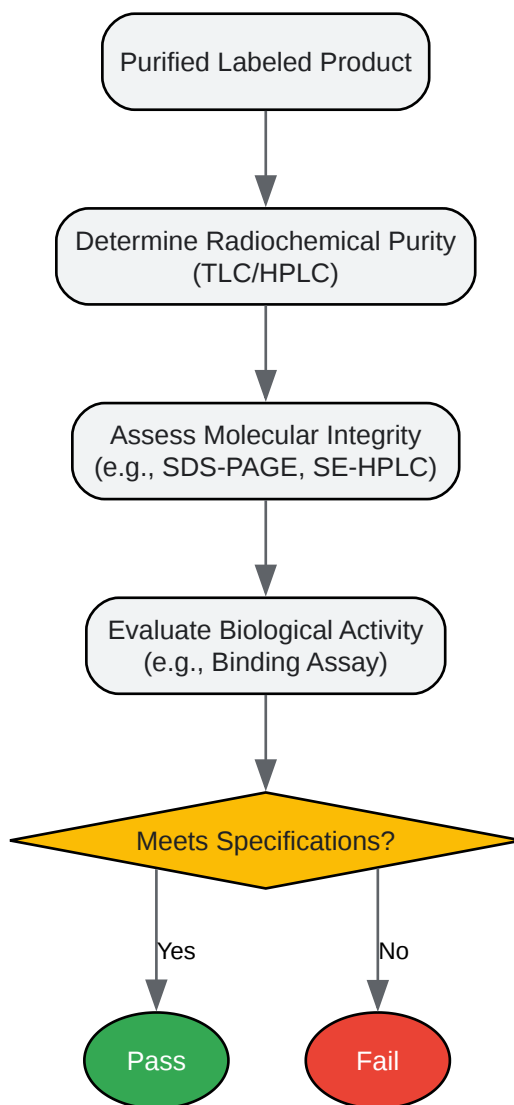 Purified Labeled Product
Determine Radiochemical Purity
(TLC/HPLC)
Assess Molecular Integrity
(e.g., SDS-PAGE, SE-HPLC)
Evaluate Biological Activity
(e.g., Binding Assay)
Meets Specifications?
Yes
No
Pass
Fail